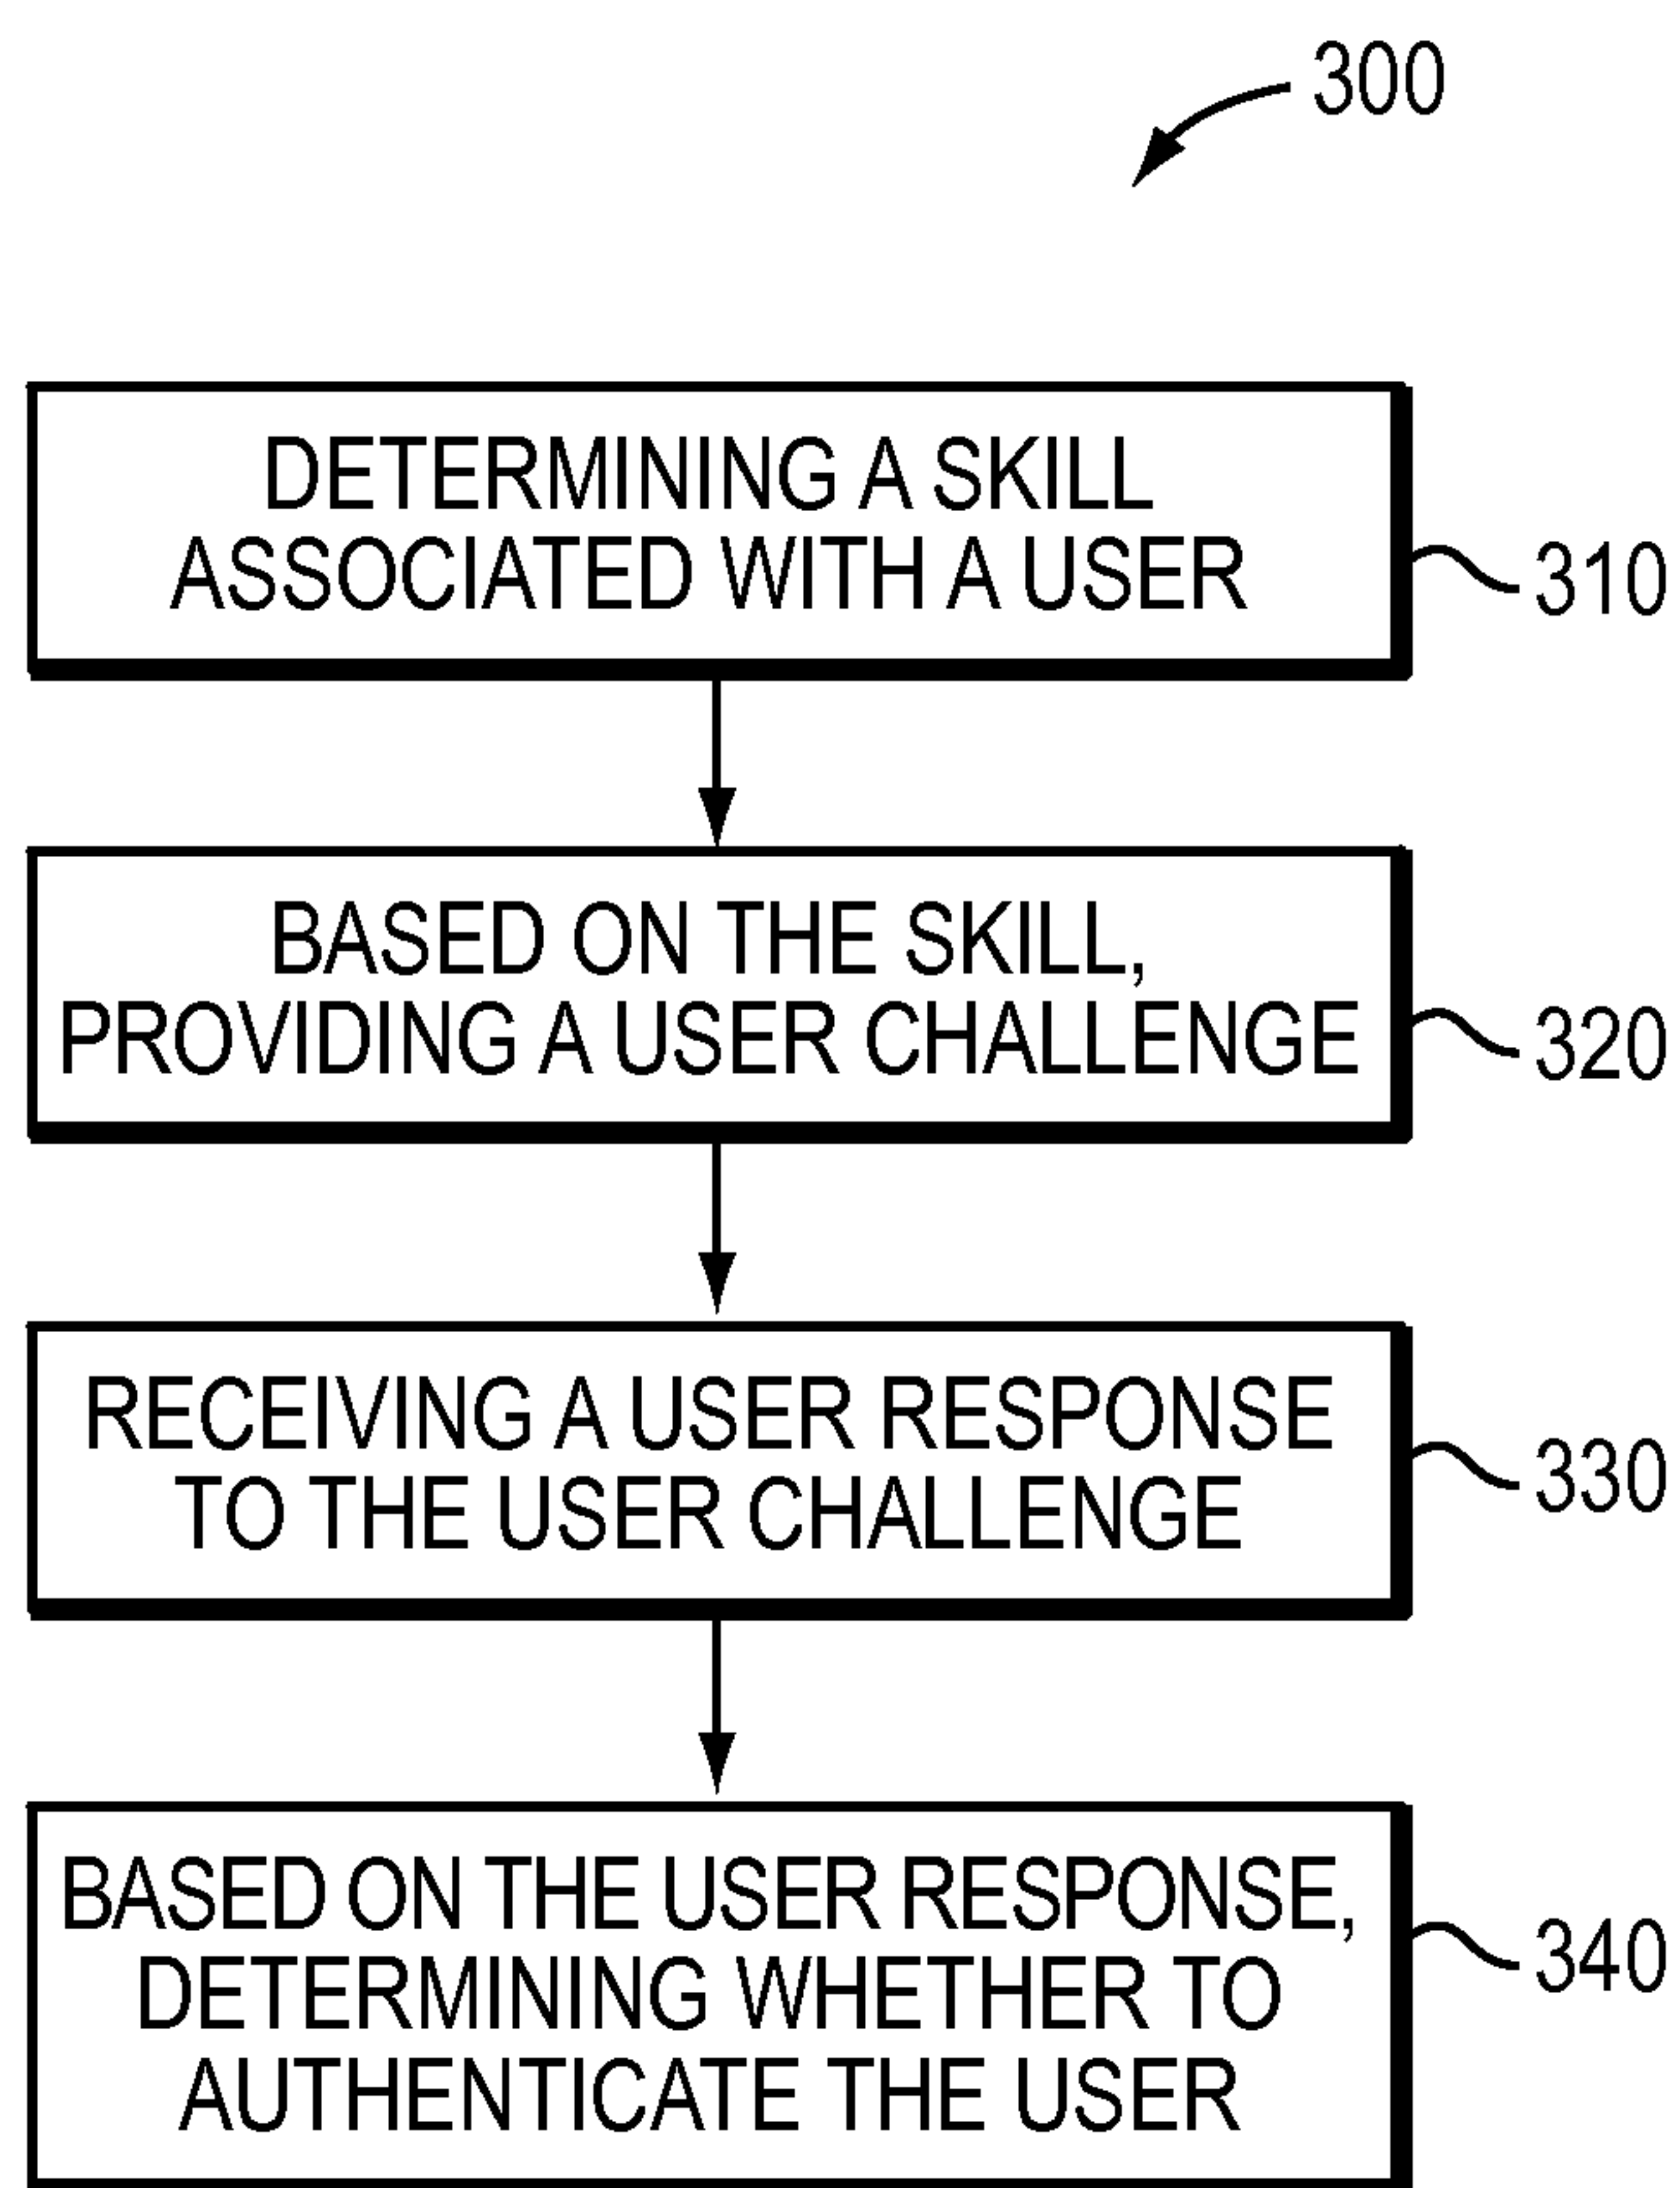 300
DETERMINING A SKILL
ASSOCIATED WITH A USER
310
BASED ON THE SKILL,
PROVIDING A USER CHALLENGE
320
RECEIVING A USER RESPONSE
TO THE USER CHALLENGE
330
BASED ON THE USER RESPONSE,
DETERMINING WHETHER TO
AUTHENTICATE THE USER
340